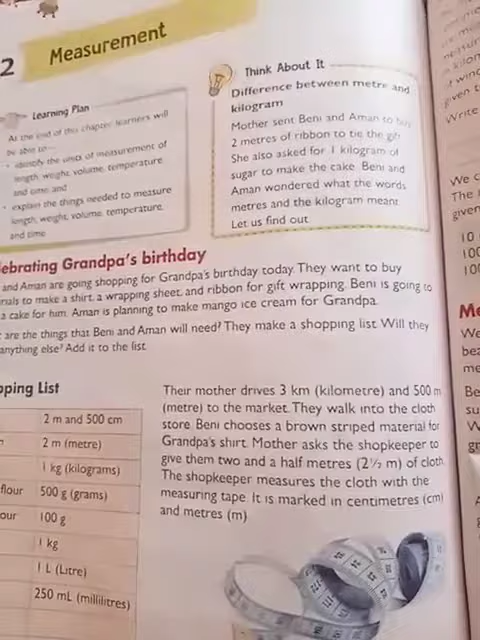 2 Measurement
Learning Plan
At the end of this chapter learners will
be able to
• identify the units of measurement of
length, weight, volume, temperature
and time and
• explain the things needed to measure
length, weight, volume, temperature,
and time
Think About It
Difference between metre and
kilogram
Mother sent Beni and Aman to buy
2 metres of ribbon to tie the gift
She also asked for 1 kilogram of
sugar to make the cake. Beni and
Aman wondered what the words
metres and the kilogram meant.
Let us find out
lebrating Grandpa's birthday
and Aman are going shopping for Grandpa's birthday today. They want to buy
rials to make a shirt, a wrapping sheet, and ribbon for gift wrapping. Beni is going to
a cake for him. Aman is planning to make mango ice cream for Grandpa.
are the things that Beni and Aman will need? They make a shopping list. Will they
anything else? Add it to the list.
pping List
2 m and 500 cm
2 m (metre)
1 kg (kilograms)
flour 500 g (grams)
our 100 g
1 kg
1 L (Litre)
250 mL (millilitres)
Their mother drives 3 km (kilometre) and 500 m
(metre) to the market. They walk into the cloth
store. Beni chooses a brown striped material for
Grandpa's shirt. Mother asks the shopkeeper to
give them two and a half metres (2½ m) of cloth.
The shopkeeper measures the cloth with the
measuring tape. It is marked in centimetres (cm)
and metres (m)
Write
We c
The
given
10
100
100
Me
We
bea
me
Be
su
W
gr